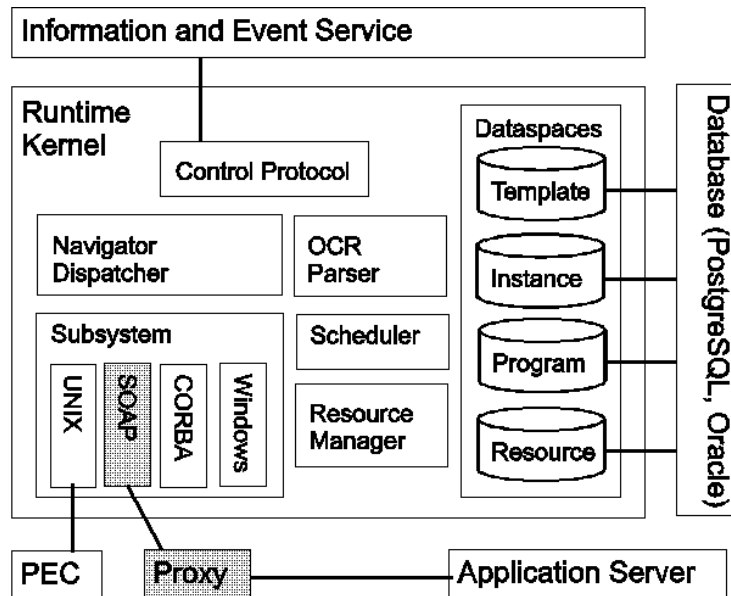 Information and Event Service
Runtime
Kernel
Control Protocol
Dataspaces
Template
Instance
Program
Resource
Database (PostgreSQL, Oracle)
Navigator
Dispatcher
OCR
Parser
Subsystem
UNIX
SOAP
CORBA
Windows
Scheduler
Resource
Manager
PEC
Proxy
Application Server